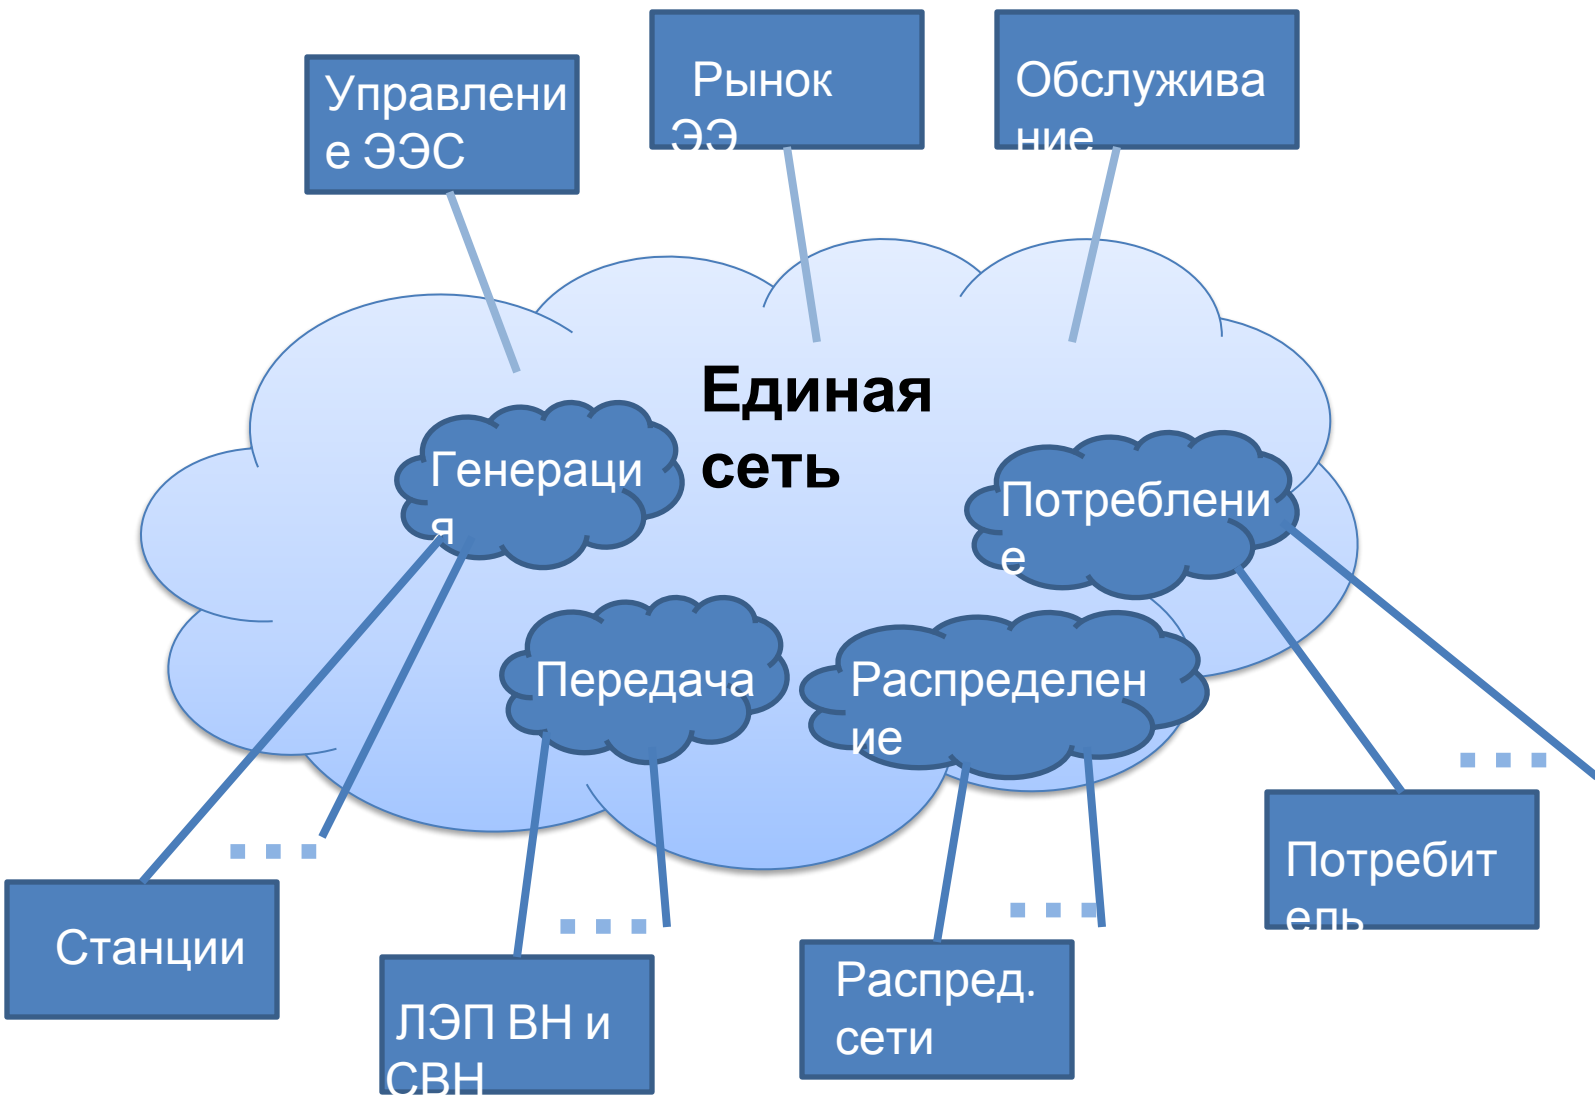 Управлени
е ЭЭС
Рынок
ЭЭ
Обслужива
ние
Единая
сеть
Генераци
я
Потреблени
е
Передача
Распределен
ие
Станции
ЛЭП ВН и
СВН
Распред.
сети
Потребит
ель